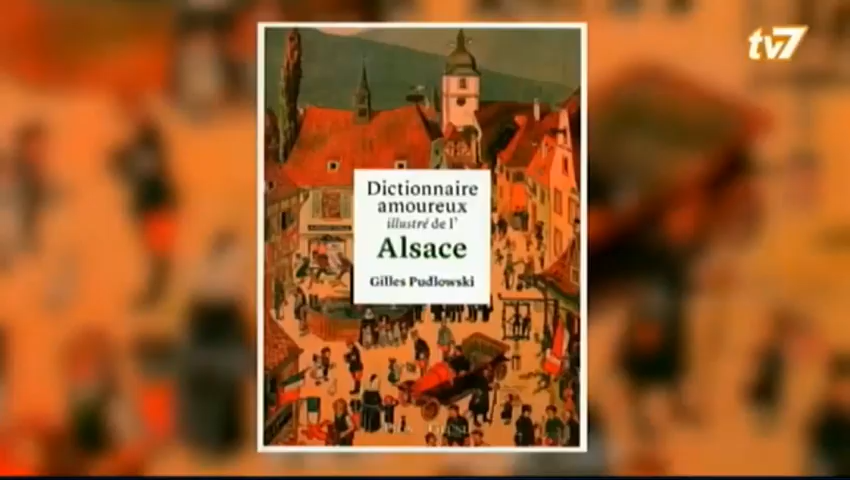 tv7
Dictionnaire
amoureux
illustré de l'
Alsace
Gilles Pudlowski